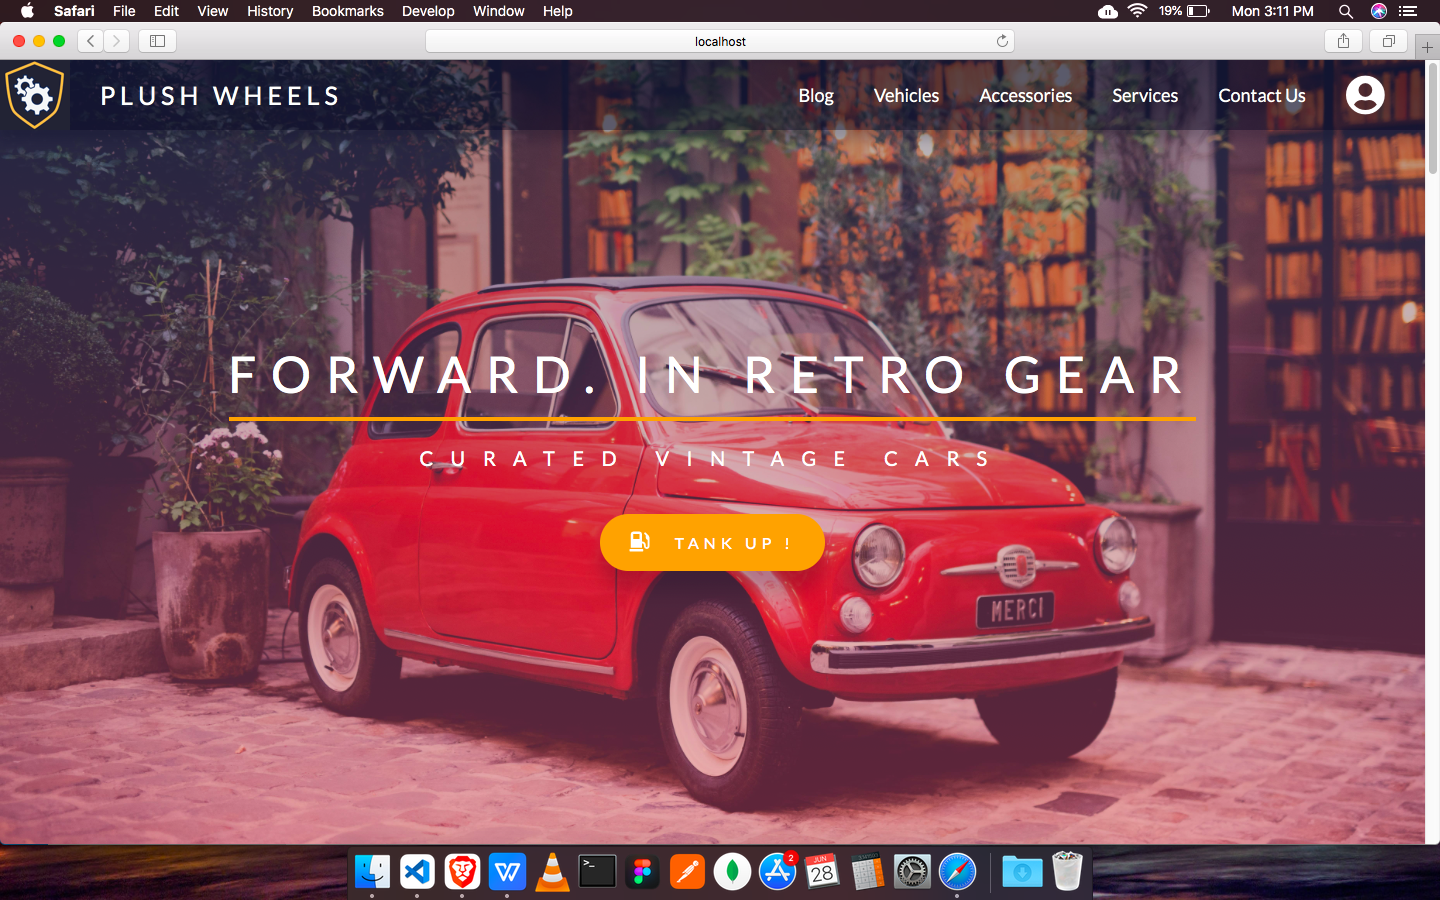 Safari File Edit View History Bookmarks Develop Window Help 19% Mon 3:11 PM
localhost
PLUSH WHEELS Blog Vehicles Accessories Services Contact Us
FORWARD. IN RETRO GEAR
CURATED VINTAGE CARS
TANK UP !
MERCI
2
JUN
28